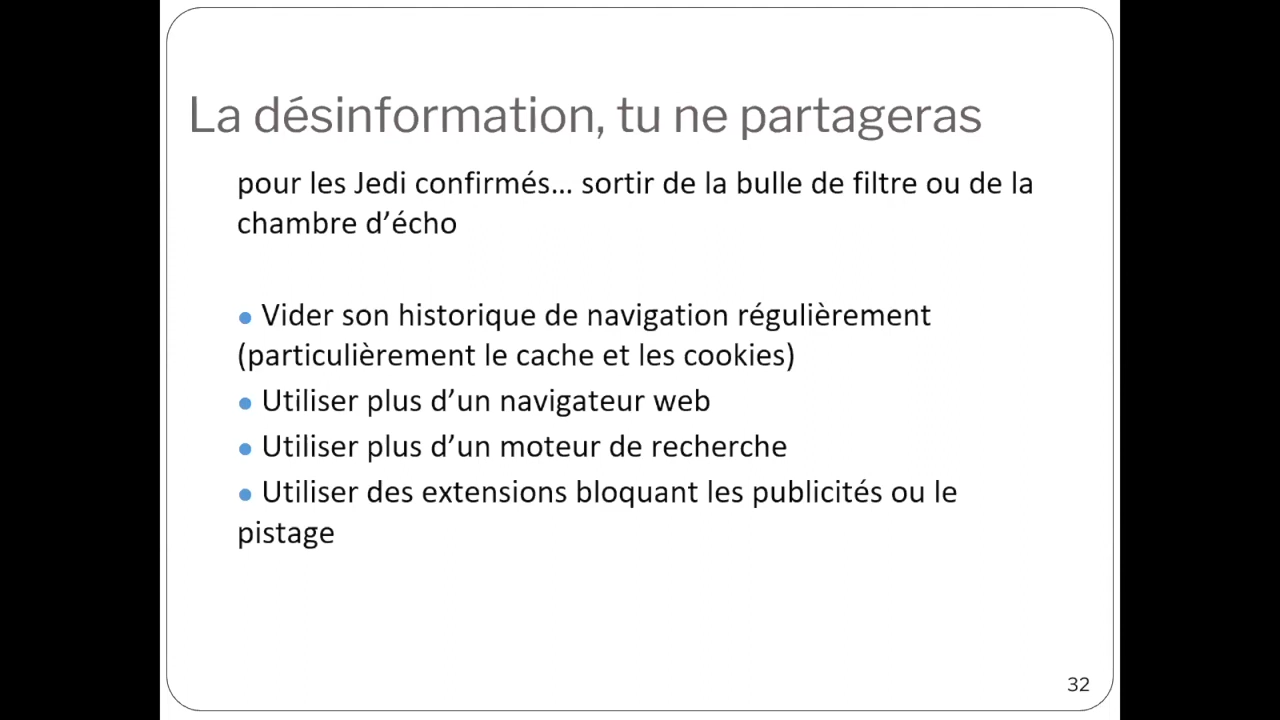 La désinformation, tu ne partageras
pour les Jedi confirmés... sortir de la bulle de filtre ou de la
chambre d’écho
● Vider son historique de navigation régulièrement
(particulièrement le cache et les cookies)
● Utiliser plus d’un navigateur web
● Utiliser plus d’un moteur de recherche
● Utiliser des extensions bloquant les publicités ou le
pistage
32